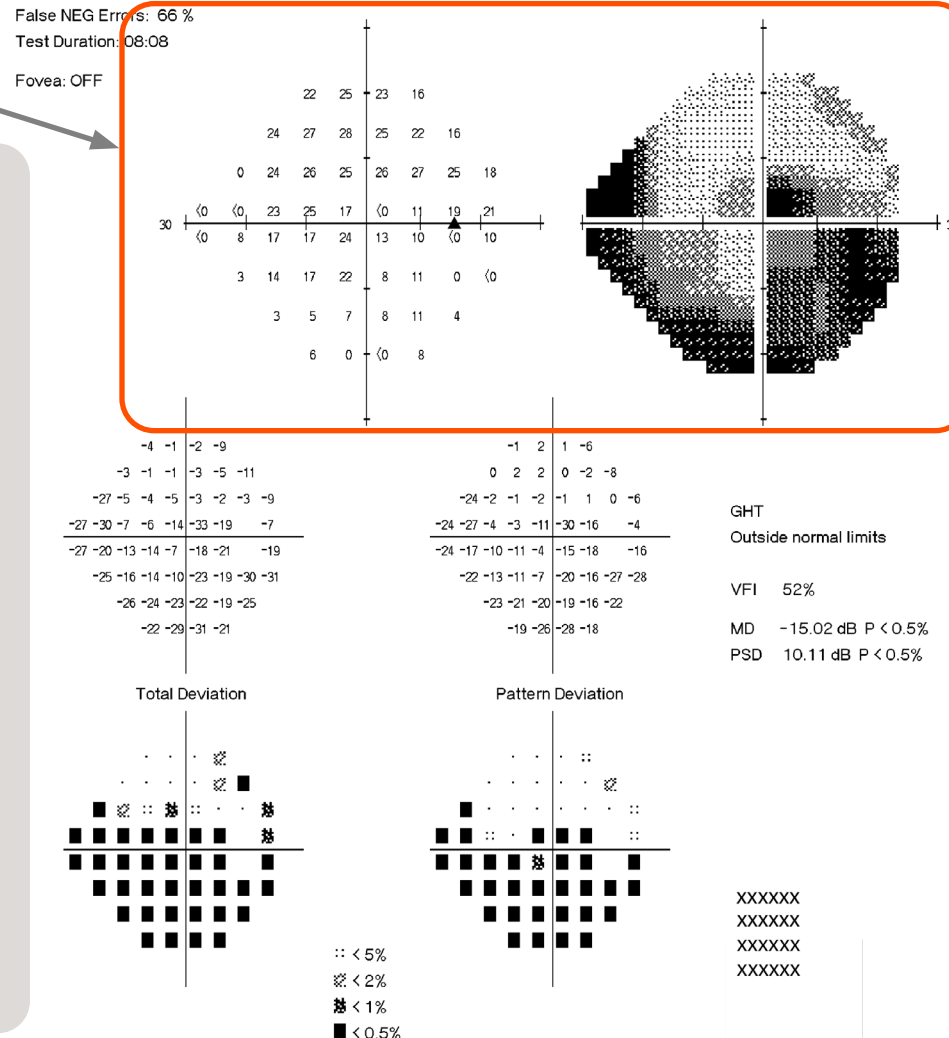 False NEG Errors: 66 %
Test Duration: 08:08
Fovea: OFF
22 25 23 16
24 27 28 25 22 16
0 24 26 25 26 27 25 18
<0 <0 23 25 17 <0 11 19 21
30
<0 8 17 17 24 13 10 <0 10
3 14 17 22 8 11 0 <0
3 5 7 8 11 4
6 0 <0 8
-4 -1 -2 -9
-3 -1 -1 -3 -5 -11
-27 -5 -4 -5 -3 -2 -3 -9
-27 -30 -7 -6 -14 -33 -19 -7
-27 -20 -13 -14 -7 -18 -21 -19
-25 -16 -14 -10 -23 -19 -30 -31
-26 -24 -23 -22 -19 -25
-22 -29 -31 -21
Total Deviation
-1 2 1 -6
0 2 2 0 -2 -8
-24 -2 -1 -2 -1 1 0 -6
-24 -27 -4 -3 -11 -30 -16 -4
-24 -17 -10 -11 -4 -15 -18 -16
-22 -13 -11 -7 -20 -16 -27 -28
-23 -21 -20 -19 -16 -22
-19 -26 -28 -18
Pattern Deviation
GHT
Outside normal limits
VFI 52%
MD -15.02 dB P < 0.5%
PSD 10.11 dB P < 0.5%
< 5%
< 2%
< 1%
< 0.5%
XXXXXX
XXXXXX
XXXXXX
XXXXXX